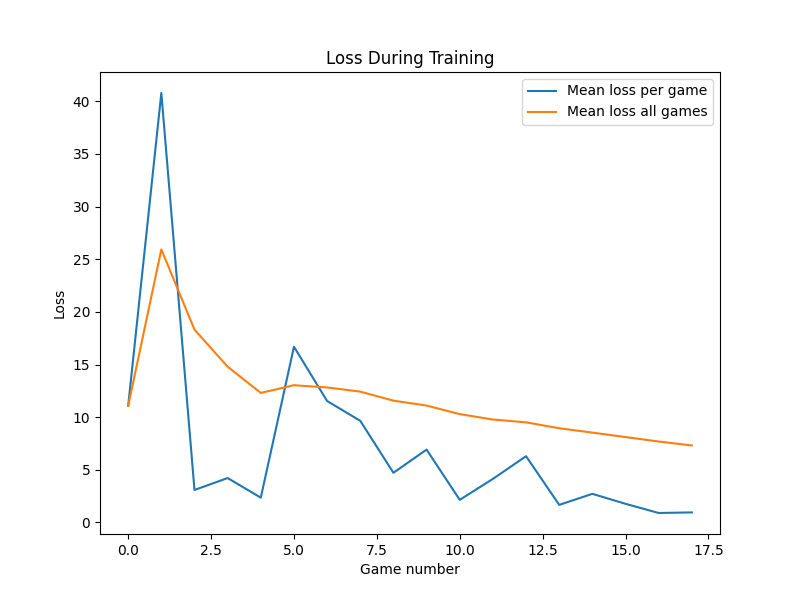 Loss During Training
Mean loss per game
Mean loss all games
40
35
30
25
20
15
10
5
0
Loss
0.0 2.5 5.0 7.5 10.0 12.5 15.0 17.5
Game number